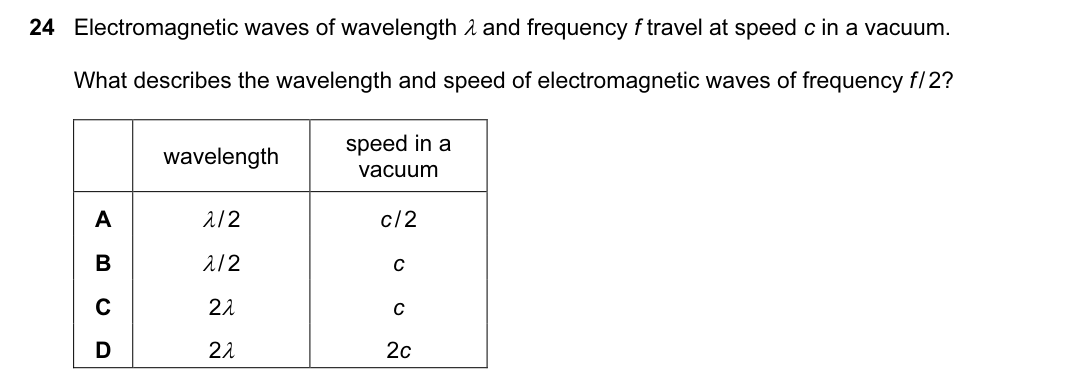 24 Electromagnetic waves of wavelength λ and frequency f travel at speed c in a vacuum.
What describes the wavelength and speed of electromagnetic waves of frequency f/2?
wavelength speed in a
vacuum
A λ/2 c/2
B λ/2 c
C 2λ c
D 2λ 2c